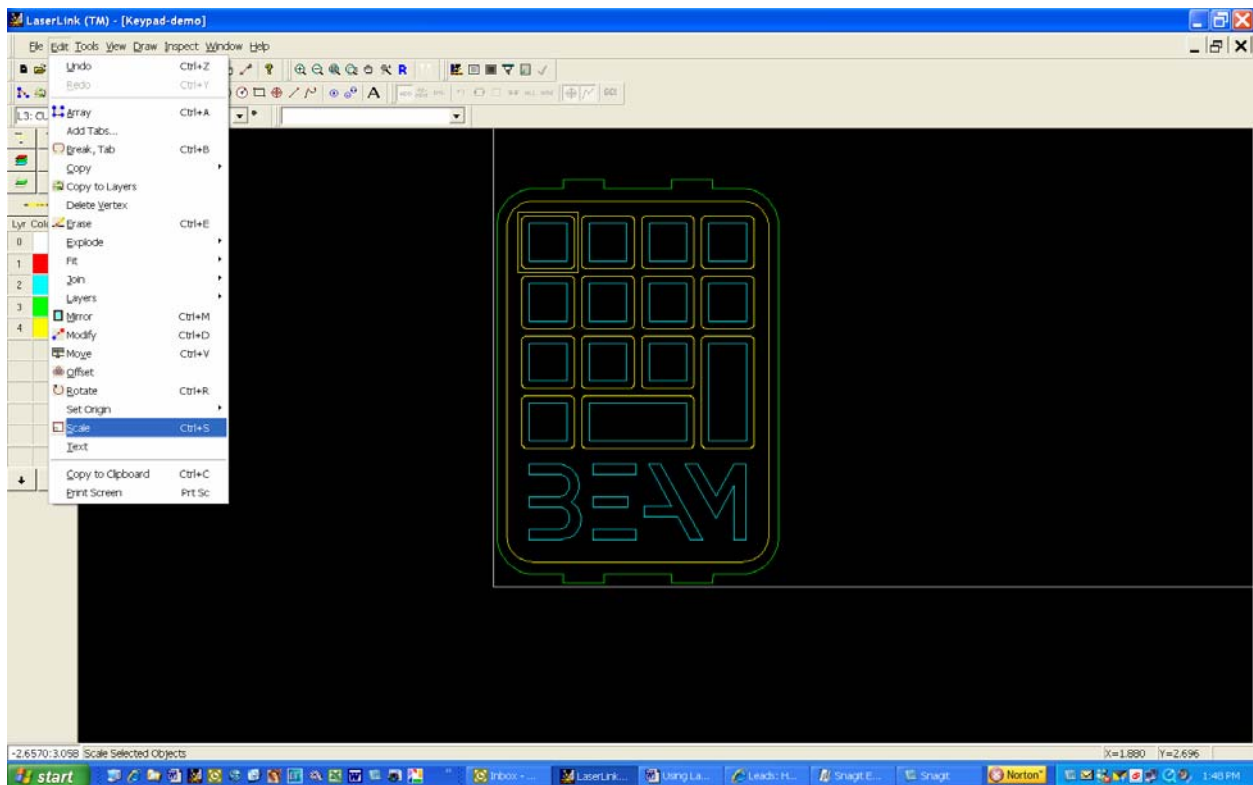 LaserLink (TM) - [Keypad-demo]
File Edit Tools View Draw Inspect Window Help
Undo Ctrl+Z
Redo Ctrl+Y
Array Ctrl+A
Add Tabs...
Break, Tab Ctrl+B
Copy
Copy to Layers
Delete Vertex
Erase Ctrl+E
Explode
Fit
Join
Layers
Mirror Ctrl+M
Modify Ctrl+D
Move Ctrl+V
Offset
Rotate Ctrl+R
Set Origin
Scale Ctrl+S
Text
Copy to Clipboard Ctrl+C
Print Screen Prt Sc
R
A
L3: CU
Lyr Col
0
1
2
3
4
BEAM
-2.6570:3.058 Scale Selected Objects X=1.880 Y=2.696
start Inbox - ... LaserLink... Using La... Leads: H... Snagit E... Snagit Norton™ 1:48 PM